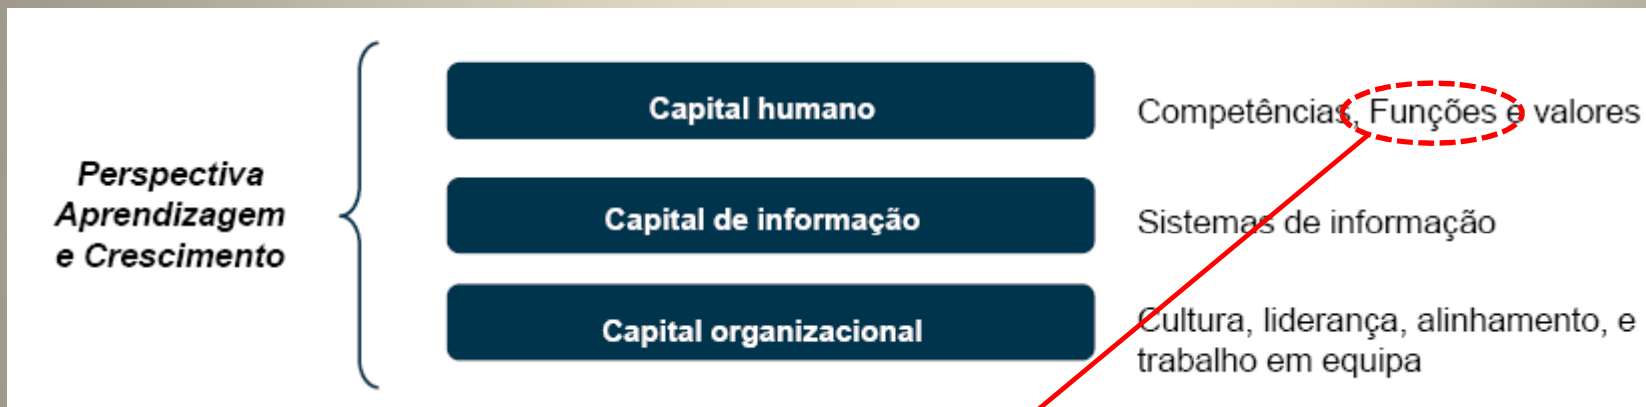 Perspectiva
Aprendizagem
e Crescimento
Capital humano
Competências, Funções e valores
Capital de informação
Sistemas de informação
Capital organizacional
Cultura, liderança, alinhamento, e
trabalho em equipa